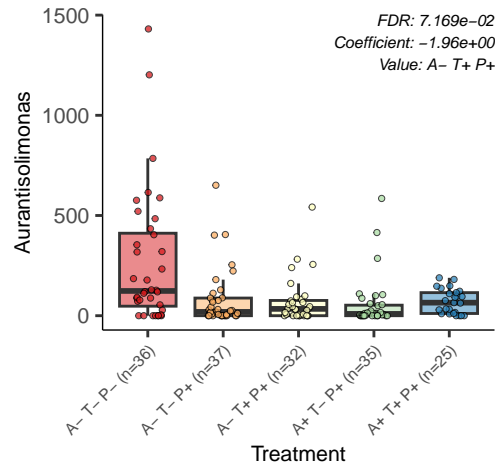 FDR: 7.169e−02
Coefficient: −1.96e+00
Value: A− T+ P+
Aurantisolimonas
1500
1000
500
0
A− T− P− (n=36)
A− T− P+ (n=37)
A− T+ P+ (n=32)
A+ T− P+ (n=35)
A+ T+ P+ (n=25)
Treatment